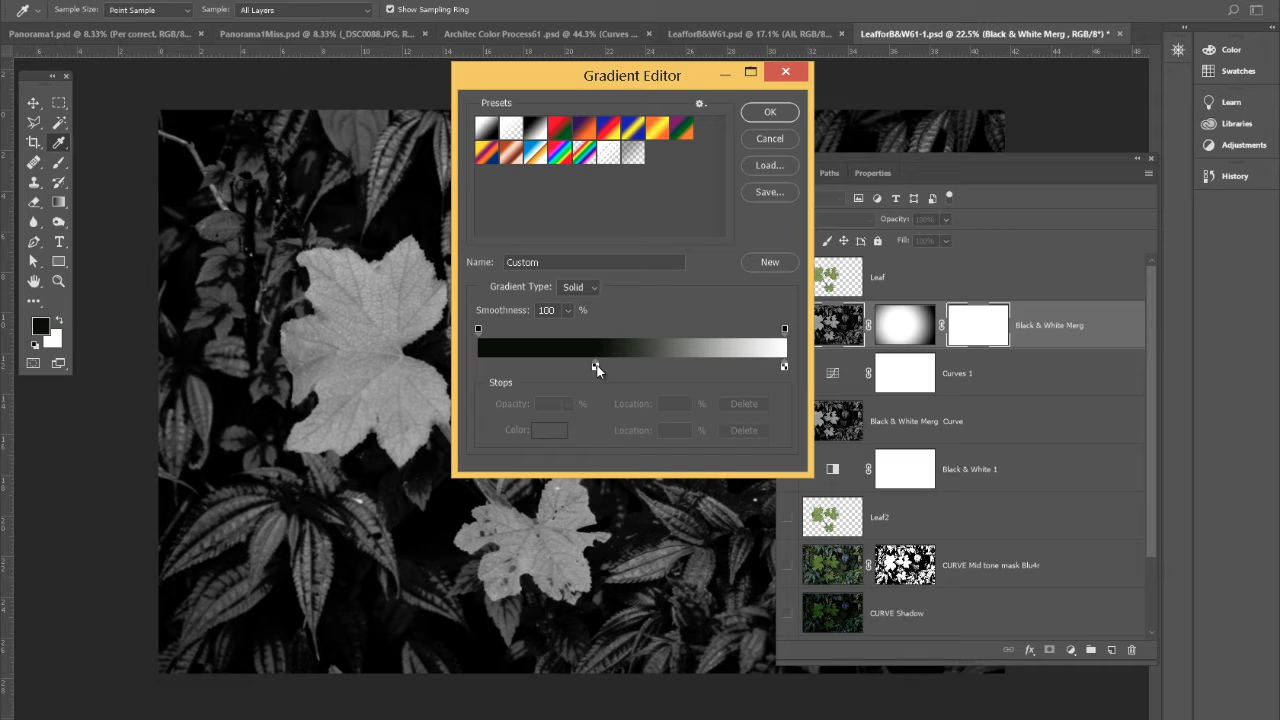 Sample Size: Point Sample Sample: All Layers Show Sampling Ring
Panorama1.psd @ 8.33% (Per correct, RGB/8... × Panorama1Miss.psd @ 8.33% (_DSC0088.JPG, R... × Architec Color Process61 .psd @ 44.3% (Curves ... × LeafforB&W61.psd @ 17.1% (All, RGB/8... × LeafforB&W61-1.psd @ 22.5% (Black & White Merg , RGB/8*) * ×
Gradient Editor
Presets
OK
Cancel
Load...
Save...
Name: Custom
New
Gradient Type: Solid
Smoothness: 100 %
Stops
Opacity: % Location: % Delete
Color: Location: % Delete
Paths Properties
Opacity: 100%
Fill: 100%
Leaf
Black & White Merg
Curves 1
Black & White Merg Curve
Black & White 1
Leaf2
CURVE Mid tone mask Blu4r
CURVE Shadow
fx
Color
Swatches
Learn
Libraries
Adjustments
History